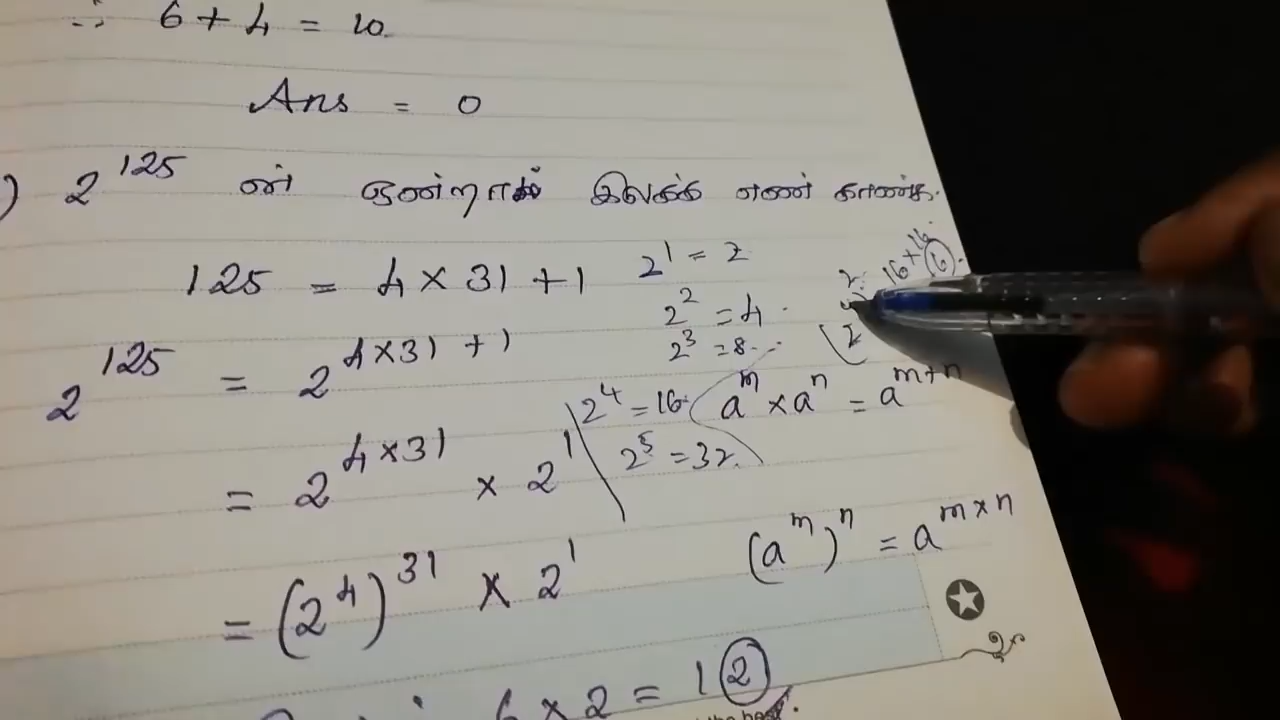 ∴ 6 + 4 = 10.
Ans = 0
) 2^125 ன் ஒன்றாம் இலக்க எண் காண்க.
125 = 4 × 31 + 1
2^1 = 2
2^2 = 4
2^3 = 8
2^4 = 16
2^5 = 32
16 + 16
6
2^125 = 2^(4×31+1)
a^m × a^n = a^(m+n)
= 2^(4×31) × 2^1
(a^m)^n = a^(m×n)
= (2^4)^31 × 2^1
6 × 2 = 12